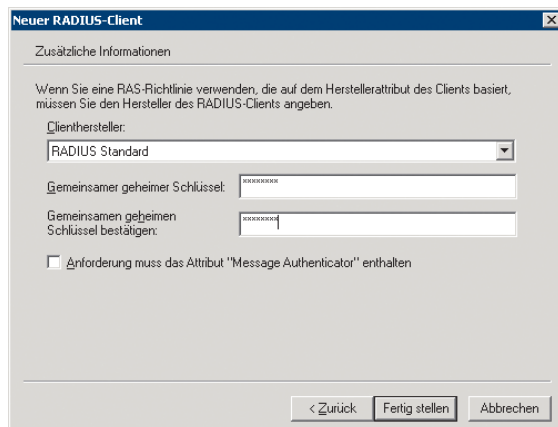 Neuer RADIUS-Client
Zusätzliche Informationen
Wenn Sie eine RAS-Richtlinie verwenden, die auf dem Herstellerattribut des Clients basiert,
müssen Sie den Hersteller des RADIUS-Clients angeben.
Clienthersteller:
RADIUS Standard
Gemeinsamer geheimer Schlüssel: ********
Gemeinsamen geheimen
Schlüssel bestätigen: ********
Anforderung muss das Attribut "Message Authenticator" enthalten
< Zurück Fertig stellen Abbrechen